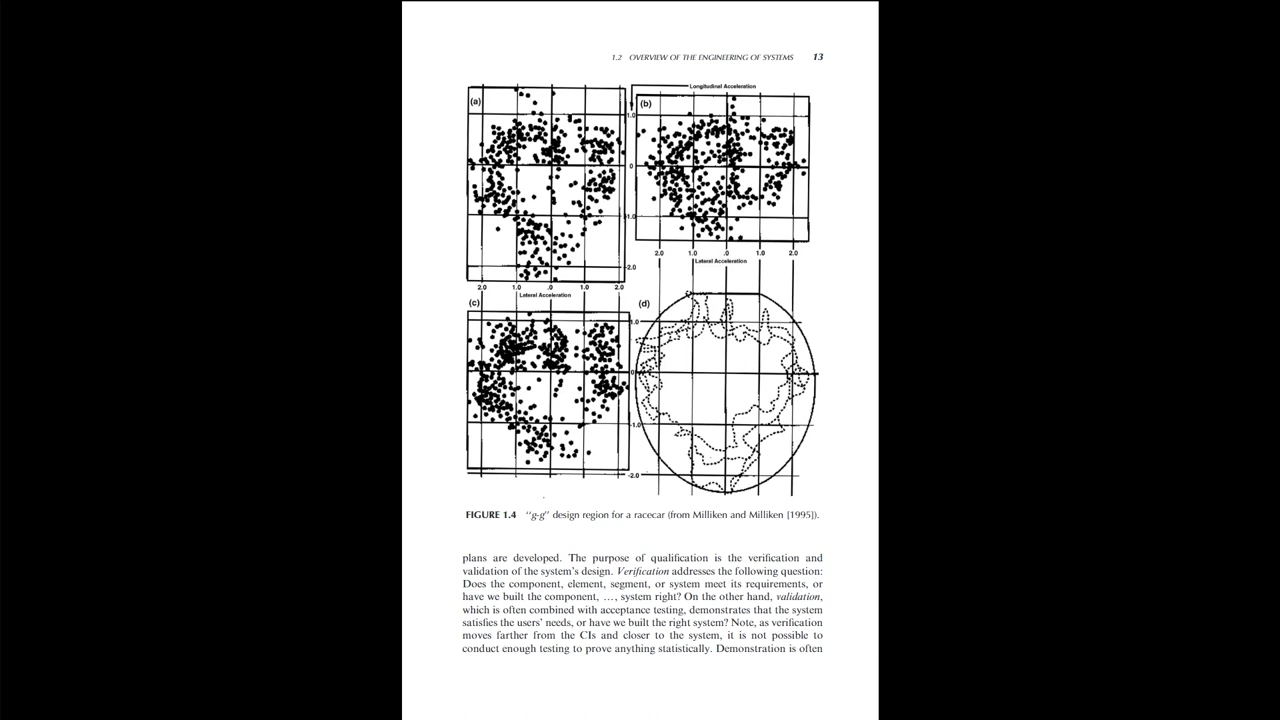 1.2 OVERVIEW OF THE ENGINEERING OF SYSTEMS 13
Longitudinal Acceleration
(a)
(b)
1.0
0
-1.0
-2.0
2.0 1.0 .0 1.0 2.0
Lateral Acceleration
2.0 1.0 .0 1.0 2.0
Lateral Acceleration
(c)
(d)
1.0
0
-1.0
-2.0
FIGURE 1.4 ‘‘g-g’’ design region for a racecar (from Milliken and Milliken [1995]).
plans are developed. The purpose of qualification is the verification and
validation of the system’s design. Verification addresses the following question:
Does the component, element, segment, or system meet its requirements, or
have we built the component, ..., system right? On the other hand, validation,
which is often combined with acceptance testing, demonstrates that the system
satisfies the users’ needs, or have we built the right system? Note, as verification
moves farther from the CIs and closer to the system, it is not possible to
conduct enough testing to prove anything statistically. Demonstration is often